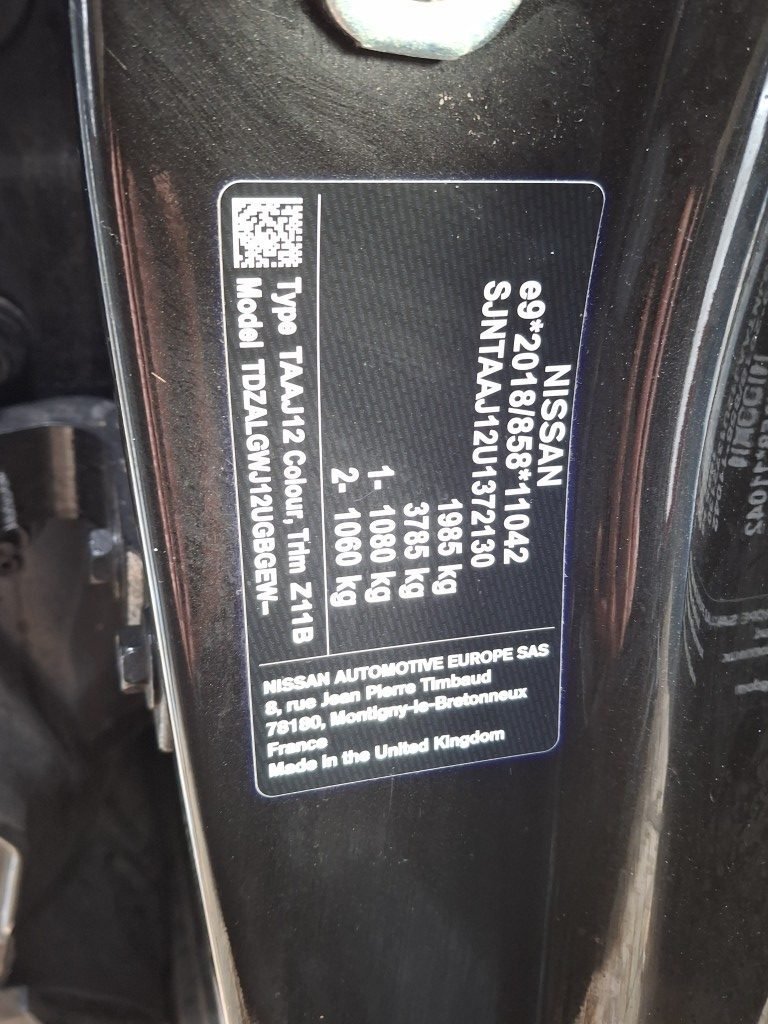 NISSAN
e9*2018/858*11042
SJNTAAJ12U1372130
1985 kg
3785 kg
1- 1080 kg
2- 1060 kg
Type TAAJ12 Colour, Trim Z11B
Model TDZALGWJ12UGBGEW-
NISSAN AUTOMOTIVE EUROPE SAS
8, rue Jean Pierre Timbaud
78180, Montigny-le-Bretonneux
France
Made in the United Kingdom